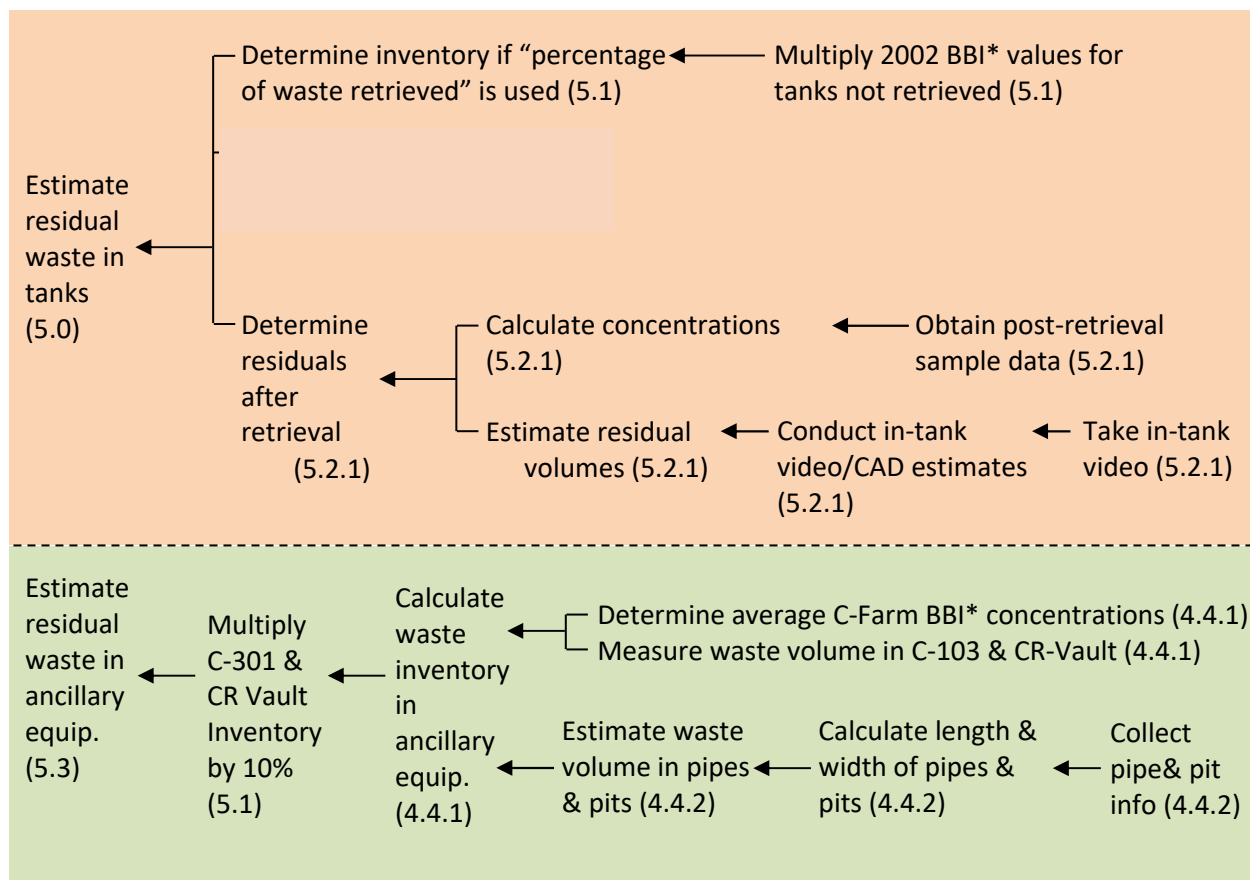 Determine inventory if “percentage
of waste retrieved” is used (5.1)
Multiply 2002 BBI* values for
tanks not retrieved (5.1)
Estimate
residual
waste in
tanks
(5.0)
Determine
residuals
after
retrieval
(5.2.1)
Calculate concentrations
(5.2.1)
Obtain post-retrieval
sample data (5.2.1)
Estimate residual
volumes (5.2.1)
Conduct in-tank
video/CAD estimates
(5.2.1)
Take in-tank
video (5.2.1)
Estimate
residual
waste in
ancillary
equip.
(5.3)
Multiply
C-301 &
CR Vault
Inventory
by 10%
(5.1)
Calculate
waste
inventory
in
ancillary
equip.
(4.4.1)
Determine average C-Farm BBI* concentrations (4.4.1)
Measure waste volume in C-103 & CR-Vault (4.4.1)
Estimate waste
volume in pipes
& pits (4.4.2)
Calculate length &
width of pipes &
pits (4.4.2)
Collect
pipe& pit
info (4.4.2)